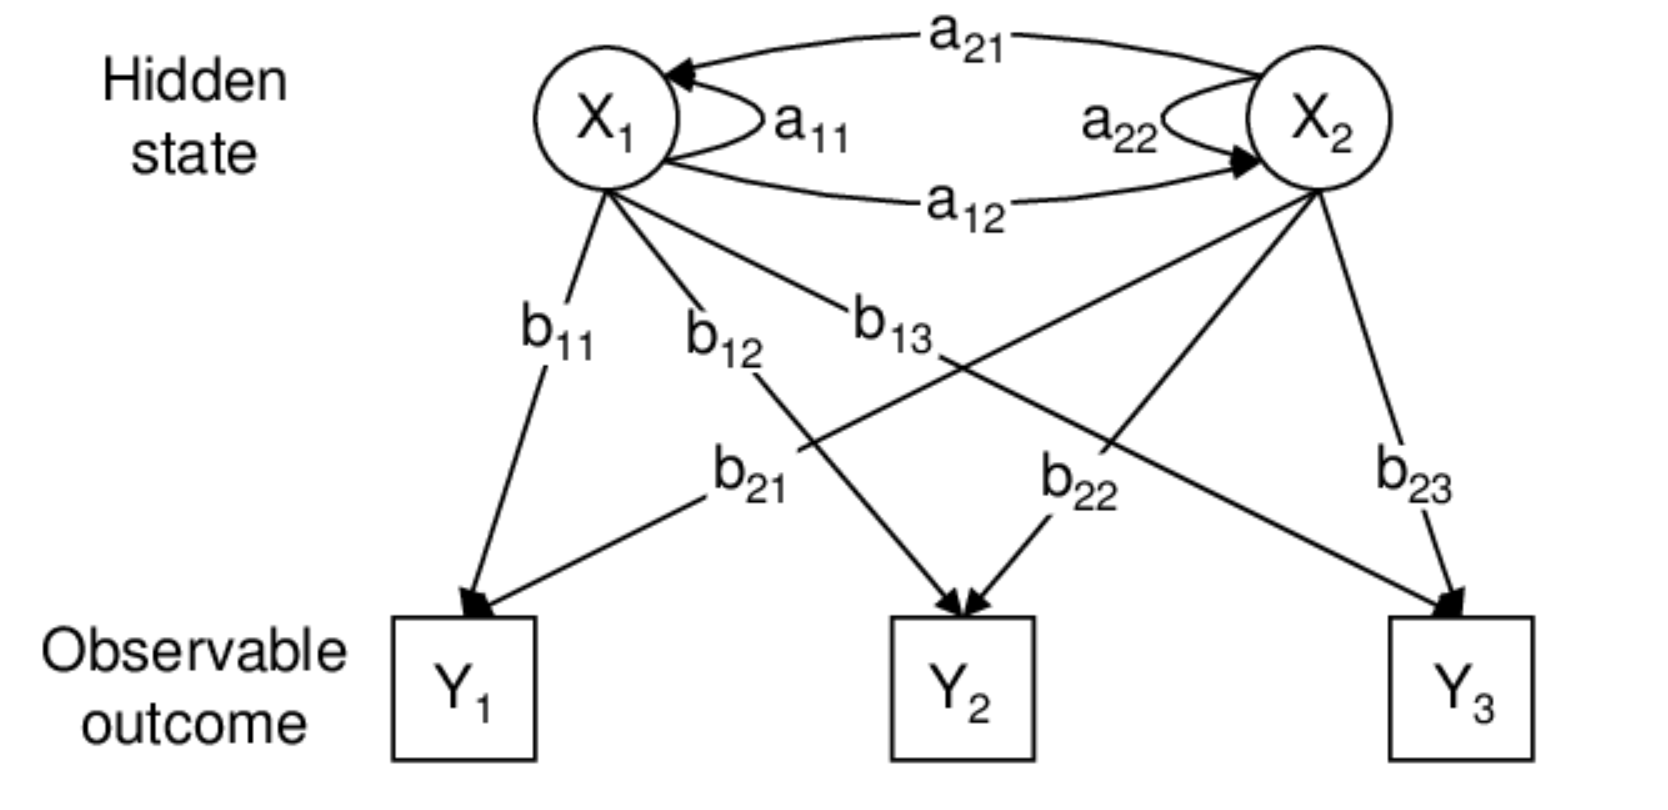 Hidden
state
X1
X2
a21
a11
a22
a12
b11
b12
b13
b21
b22
b23
Observable
outcome
Y1
Y2
Y3